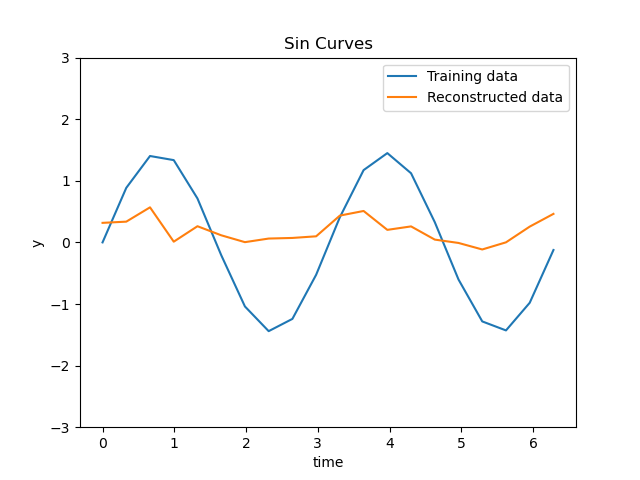 Sin Curves
Training data
Reconstructed data
3
2
1
0
−1
−2
−3
y
0 1 2 3 4 5 6
time